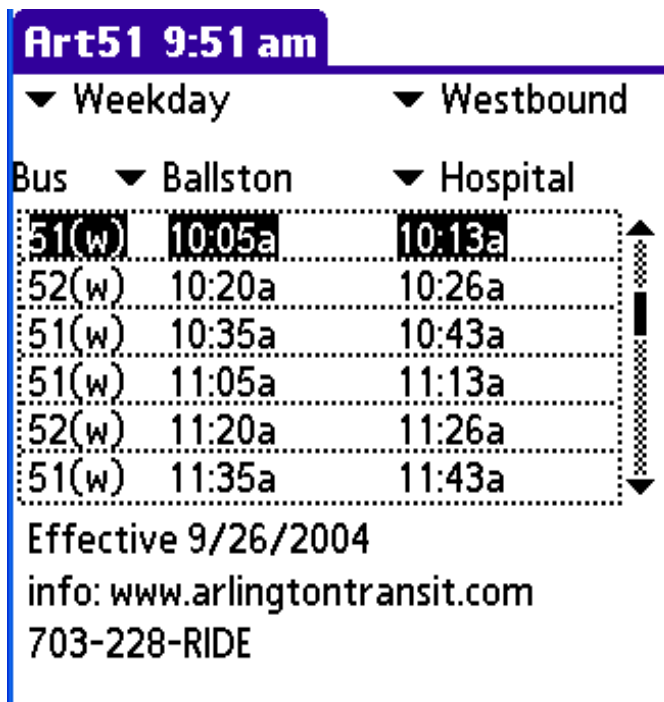 Art51 9:51 am
Weekday Westbound
Bus Ballston Hospital
51(w) 10:05a 10:13a
52(w) 10:20a 10:26a
51(w) 10:35a 10:43a
51(w) 11:05a 11:13a
52(w) 11:20a 11:26a
51(w) 11:35a 11:43a
Effective 9/26/2004
info: www.arlingtontransit.com
703-228-RIDE